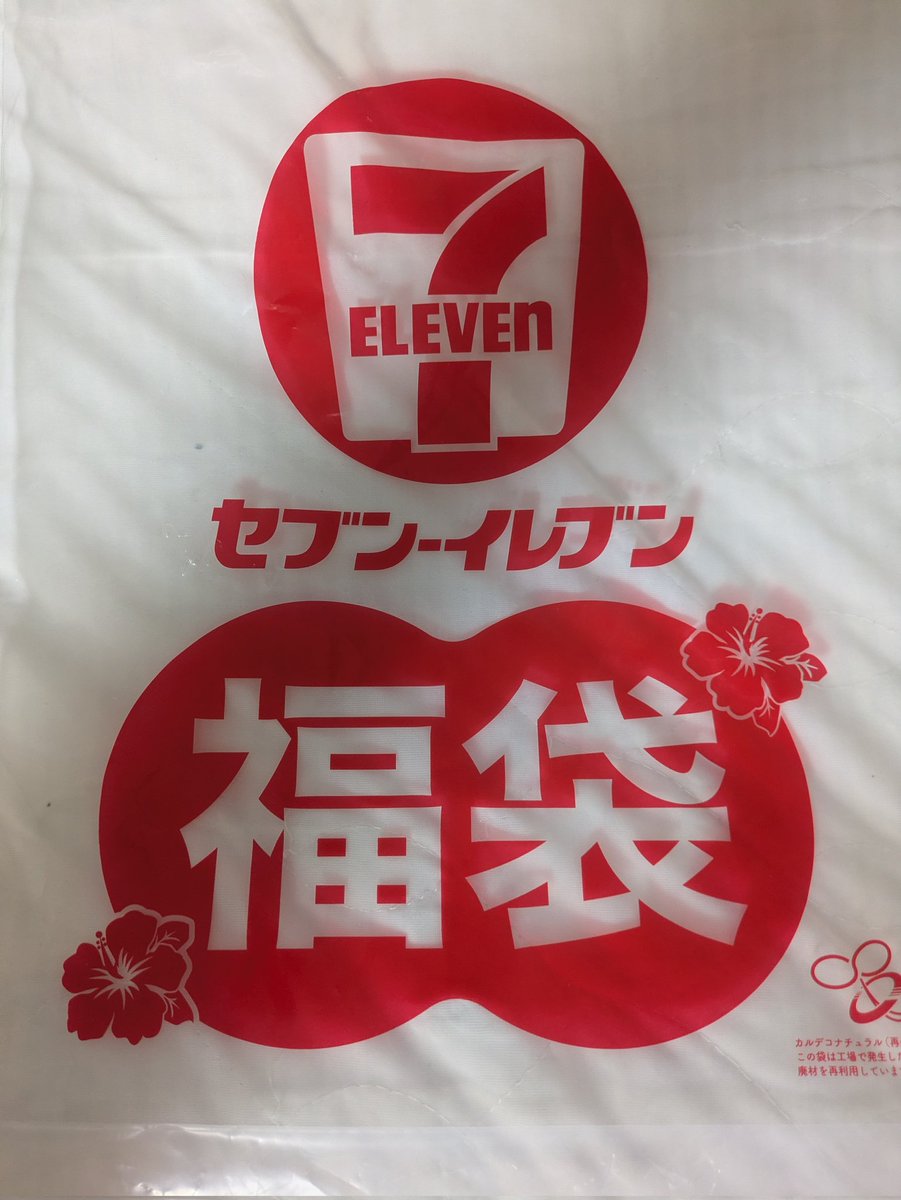 7
ELEVEn
セブン-イレブン
福袋
カルデコナチュラル(再
この袋は工場で発生した
廃材を再利用しています